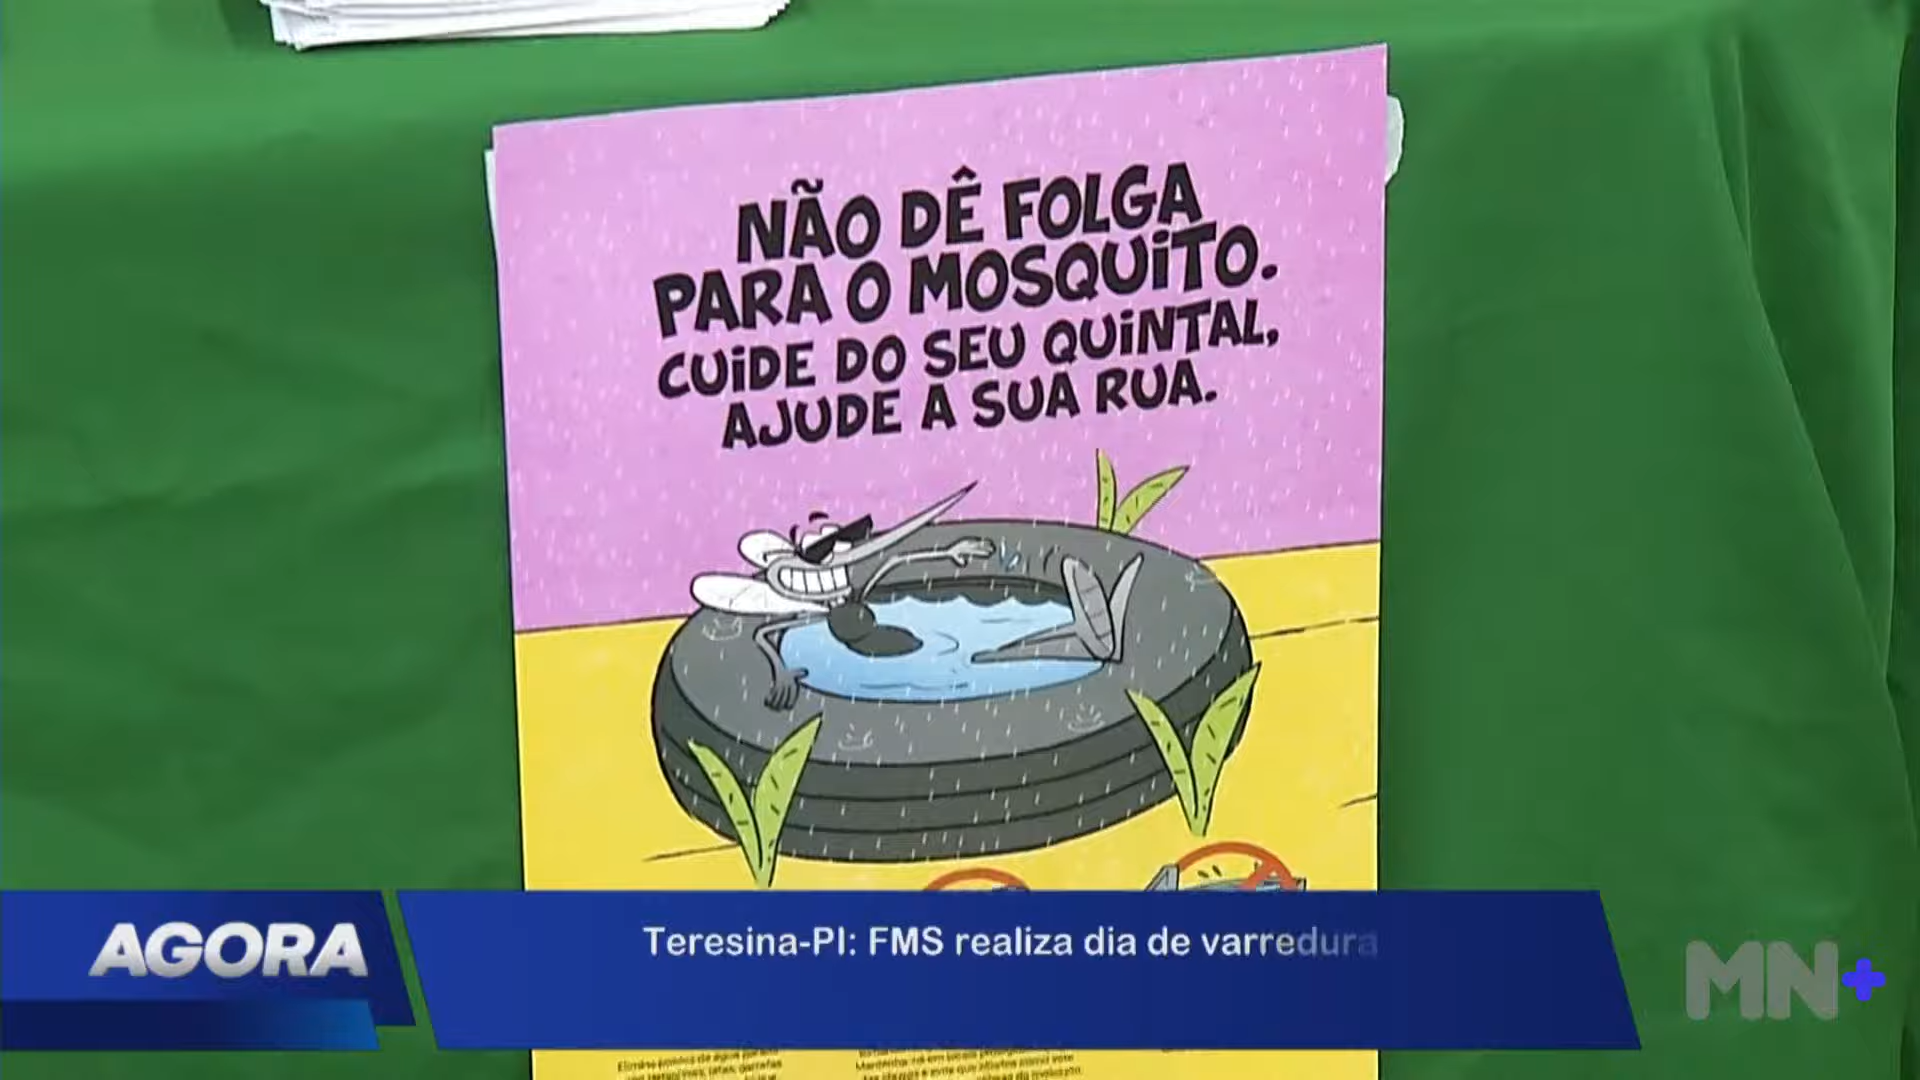 NÃO DÊ FOLGA
PARA O MOSQUITO.
CUIDE DO SEU QUINTAL,
AJUDE A SUA RUA.
AGORA
Teresina-PI: FMS realiza dia de varredura
MN+